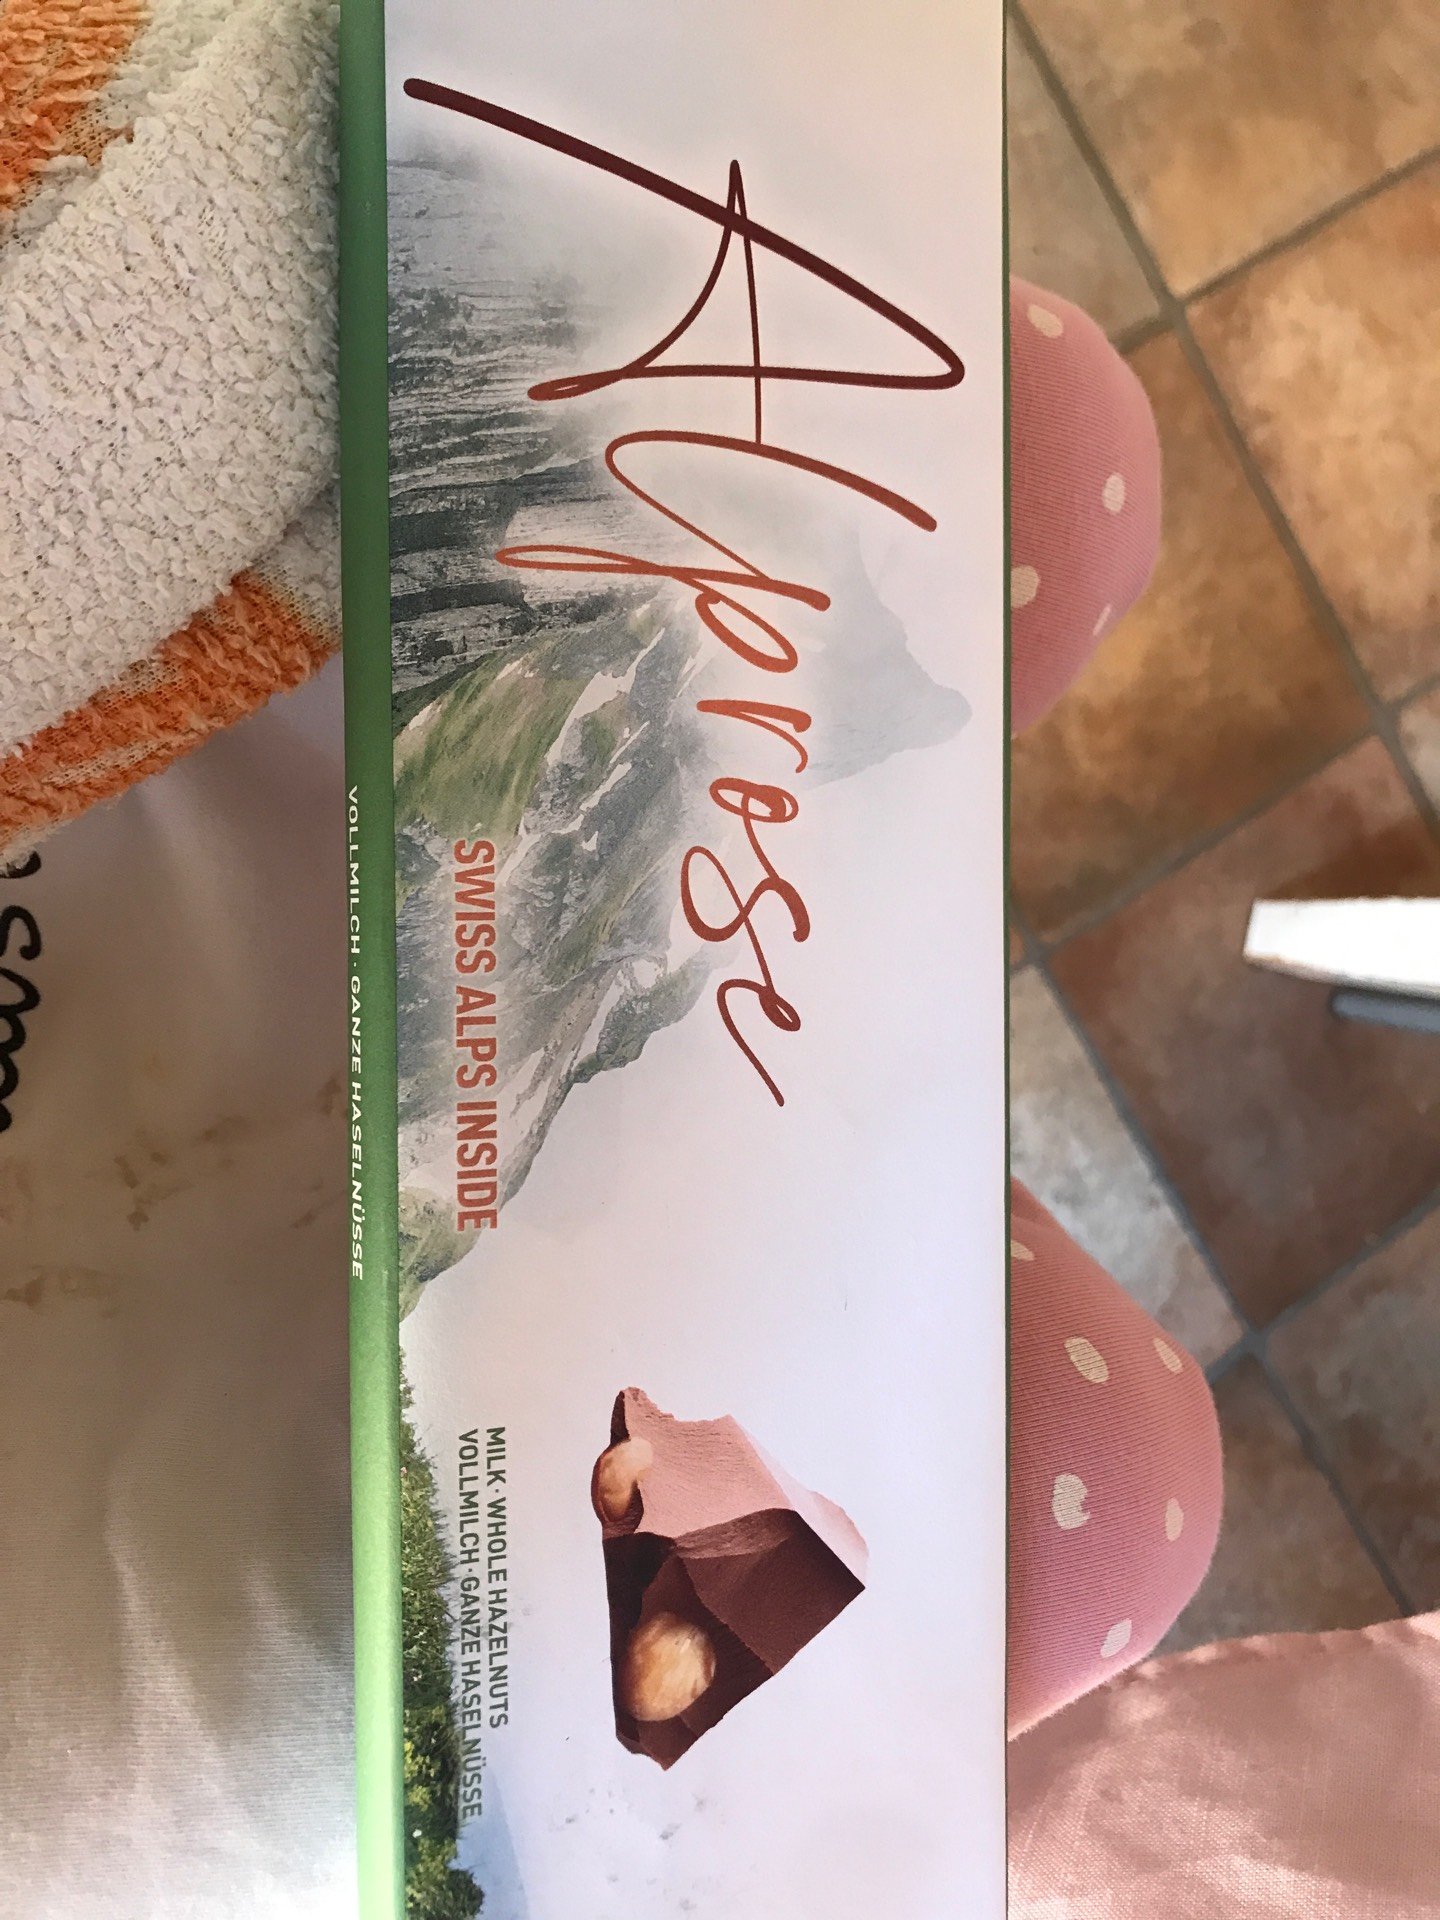 Alprose
SWISS ALPS INSIDE
MILK · WHOLE HAZELNUTS
VOLLMILCH · GANZE HASELNÜSSE
VOLLMILCH · GANZE HASELNÜSSE